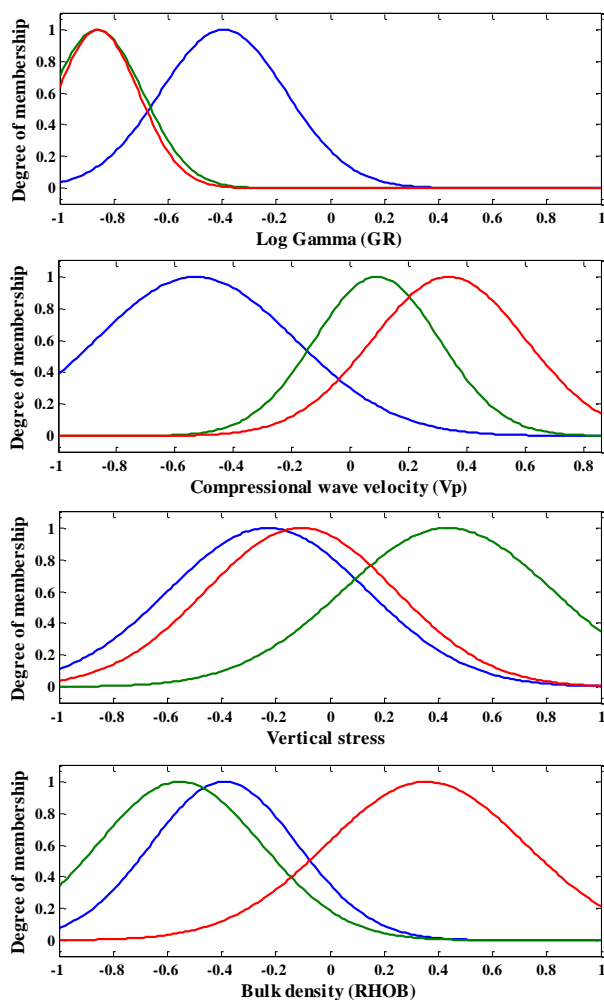 Degree of membership
1
0.8
0.6
0.4
0.2
0
-1 -0.8 -0.6 -0.4 -0.2 0 0.2 0.4 0.6 0.8 1
Log Gamma (GR)
Degree of membership
1
0.8
0.6
0.4
0.2
0
-1 -0.8 -0.6 -0.4 -0.2 0 0.2 0.4 0.6 0.8
Compressional wave velocity (Vp)
Degree of membership
1
0.8
0.6
0.4
0.2
0
-1 -0.8 -0.6 -0.4 -0.2 0 0.2 0.4 0.6 0.8 1
Vertical stress
Degree of membership
1
0.8
0.6
0.4
0.2
0
-1 -0.8 -0.6 -0.4 -0.2 0 0.2 0.4 0.6 0.8 1
Bulk density (RHOB)